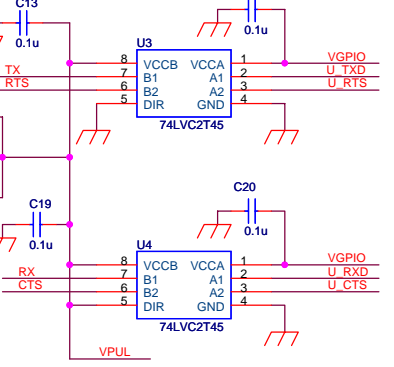 C13
0.1u
0.1u
U3
8 VCCB VCCA 1 VGPIO
TX 7 B1 A1 2 U_TXD
RTS 6 B2 A2 3 U_RTS
5 DIR GND 4
74LVC2T45
C19
0.1u
C20
0.1u
U4
8 VCCB VCCA 1 VGPIO
RX 7 B1 A1 2 U_RXD
CTS 6 B2 A2 3 U_CTS
5 DIR GND 4
74LVC2T45
VPUL